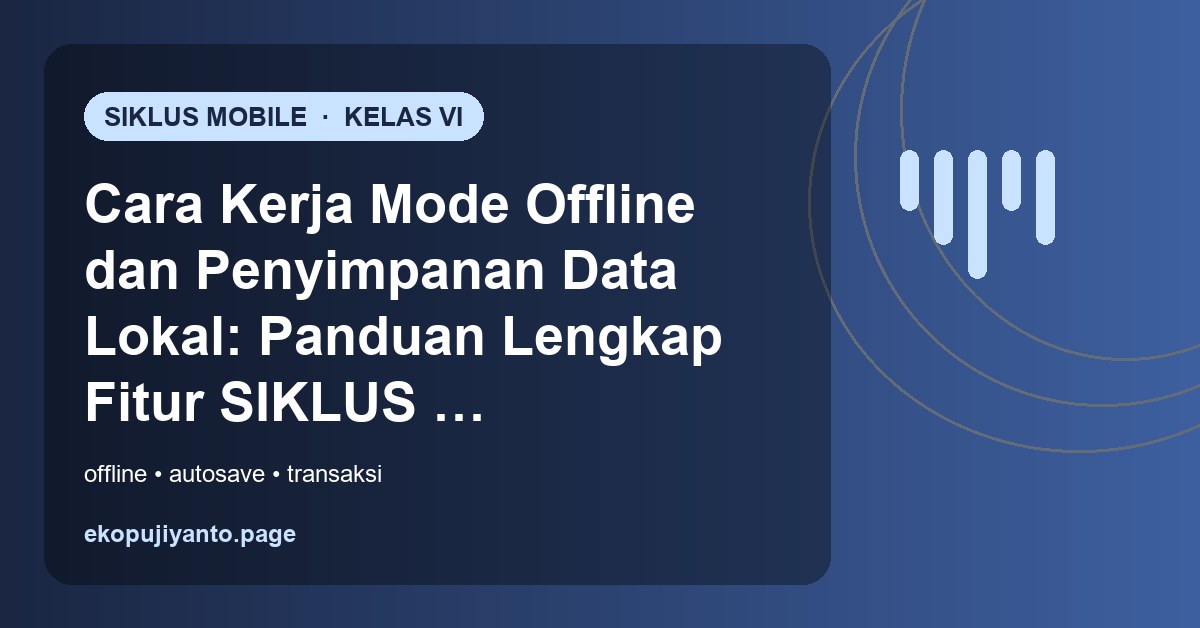 SIKLUS MOBILE · KELAS VI
Cara Kerja Mode Offline
dan Penyimpanan Data
Lokal: Panduan Lengkap
Fitur SIKLUS …
offline • autosave • transaksi
ekopujiyanto.page